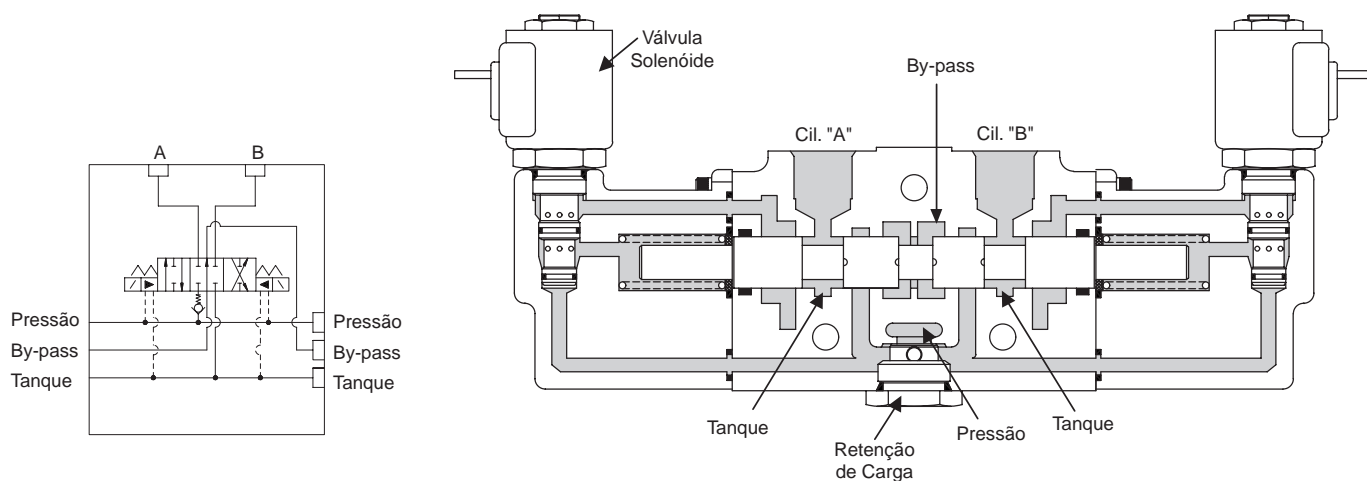 A
B
Pressão
By-pass
Tanque
Pressão
By-pass
Tanque
Válvula
Solenóide
By-pass
Cil. "A"
Cil. "B"
Tanque
Retenção
de Carga
Pressão
Tanque